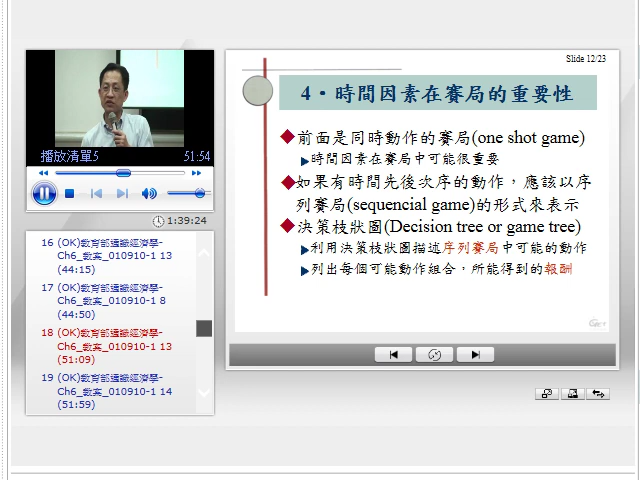 Slide 12/23
4‧時間因素在賽局的重要性
前面是同時動作的賽局(one shot game)
時間因素在賽局中可能很重要
如果有時間先後次序的動作，應該以序
列賽局(sequencial game)的形式來表示
決策枝狀圖(Decision tree or game tree)
利用決策枝狀圖描述序列賽局中可能的動作
列出每個可能動作組合，所能得到的報酬
播放清單5 51:54
1:39:24
16 (OK)教育部通識經濟學-
Ch6_教案_010910-1 13
(44:15)
17 (OK)教育部通識經濟學-
Ch6_教案_010910-1 8
(44:50)
18 (OK)教育部通識經濟學-
Ch6_教案_010910-1 13
(51:09)
19 (OK)教育部通識經濟學-
Ch6_教案_010910-1 14
(51:59)